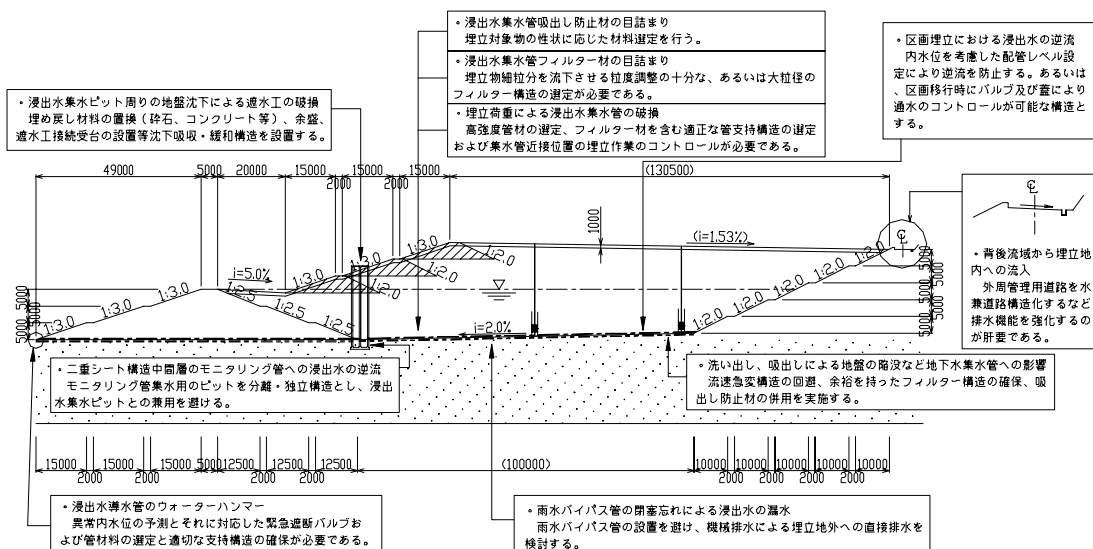 ・浸出水集水管吸出し防止材の目詰まり
埋立対象物の性状に応じた材料選定を行う。
・浸出水集水管フィルター材の目詰まり
埋立物細粒分を流下させる粒度調整の十分な、あるいは大粒径の
フィルター構造の選定が必要である。
・埋立荷重による浸出水集水管の破損
高強度管材の選定、フィルター材を含む適正な管支持構造の選定
および集水管近接位置の埋立作業のコントロールが必要である。
・区画埋立における浸出水の逆流
内水位を考慮した配管レベル設
定により逆流を防止する。あるいは
、区画移行時にバルブ及び蓋により
通水のコントロールが可能な構造と
する。
・浸出水集水ピット周りの地盤沈下による遮水工の破損
埋め戻し材料の置換（砕石、コンクリート等）、余盛、
遮水工接続受台の設置等沈下吸収・緩和構造を設置する。
49000 5000 20000 15000 2000 15000 2000 15000 (130500)
℄
・背後流域から埋立地
内への流入
外周管理用道路を水
兼道路構造化するなど
排水機能を強化するの
が肝要である。
1000
(i=1.53%)
℄
i=5.0%
1:3.0 1:3.0 1:3.0
1:2.5 1:2.5 1:2.5
1:3.0 1:3.0 1:3.0
1:2.0 1:2.0 1:2.0
1:2.0 1:2.0 1:2.0 1:2.0 1:2.0
5000 5000 5000
5000 5000 5000 5000 5000
i=2.0%
・二重シート構造中間層のモニタリング管への浸出水の逆流
モニタリング管集水用のピットを分離・独立構造とし、浸出
水集水ピットとの兼用を避ける。
・洗い出し、吸出しによる地盤の陥没など地下水集水管への影響
流速急変構造の回避、余裕を持ったフィルター構造の確保、吸
出し防止材の併用を実施する。
15000 2000 15000 2000 15000 5000 12500 2000 12500 2000 12500 (100000) 10000 2000 10000 2000 10000 2000 10000 2000 10000
・浸出水導水管のウォーターハンマー
異常内水位の予測とそれに対応した緊急遮断バルブお
よび管材料の選定と適切な支持構造の確保が必要である。
・雨水バイパス管の閉塞忘れによる浸出水の漏水
雨水バイパス管の設置を避け、機械排水による埋立地外への直接排水を
検討する。